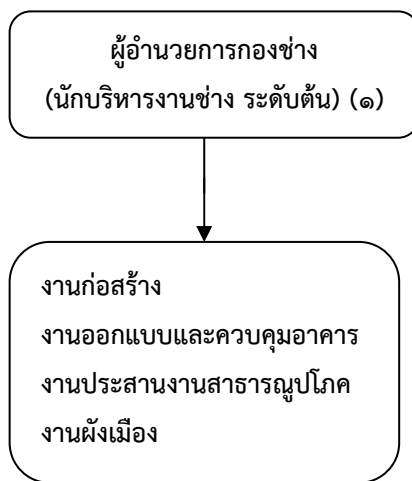 ผู้อำนวยการกองช่าง
(นักบริหารงานช่าง ระดับต้น) (๑)
งานก่อสร้าง
งานออกแบบและควบคุมอาคาร
งานประสานงานสาธารณูปโภค
งานผังเมือง